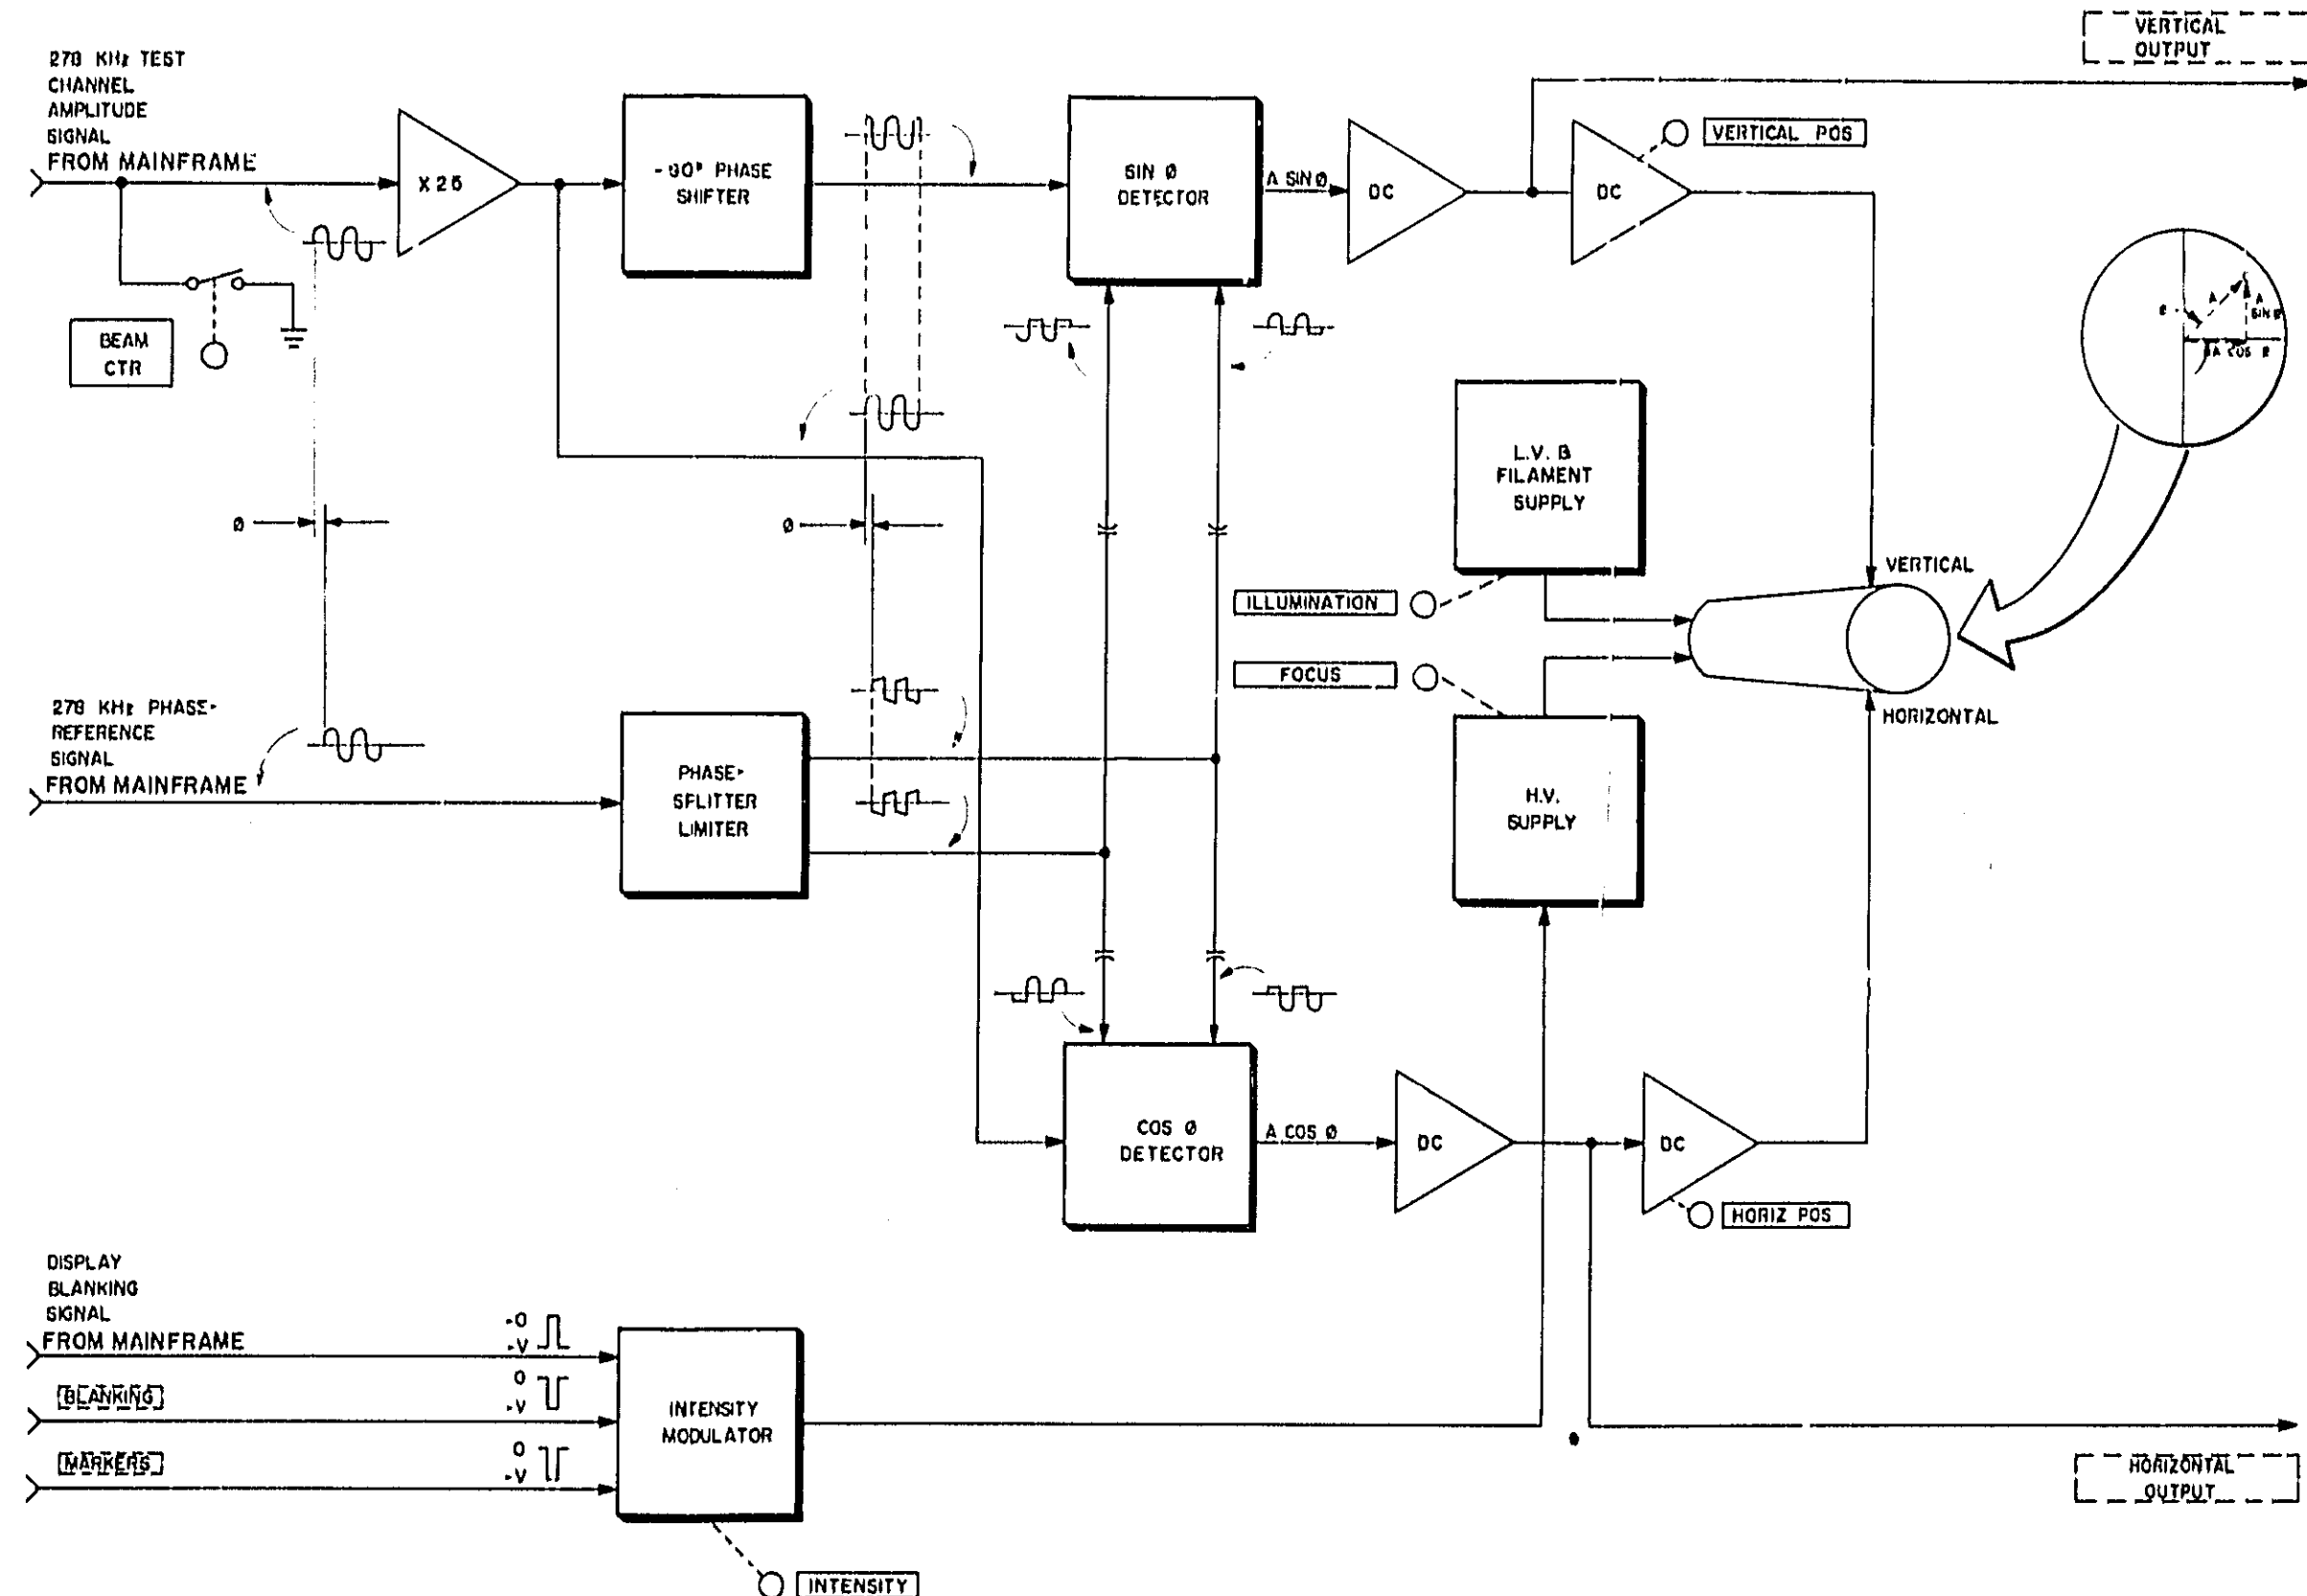 VERTICAL
OUTPUT
278 KHz TEST
CHANNEL
AMPLITUDE
SIGNAL
FROM MAINFRAME
X25
-90° PHASE
SHIFTER
SIN Ø
DETECTOR
A SIN Ø
DC
DC
VERTICAL POS
BEAM
CTR
A
A
SIN Ø
A COS
L.V. B
FILAMENT
SUPPLY
Ø
Ø
VERTICAL
ILLUMINATION
FOCUS
HORIZONTAL
278 KHz PHASE-
REFERENCE
SIGNAL
FROM MAINFRAME
PHASE-
SPLITTER
LIMITER
H.V.
SUPPLY
COS Ø
DETECTOR
A COS Ø
DC
DC
HORIZ POS
DISPLAY
BLANKING
SIGNAL
FROM MAINFRAME
-0
-V
BLANKING
0
-V
MARKERS
0
-V
INTENSITY
MODULATOR
INTENSITY
HORIZONTAL
OUTPUT